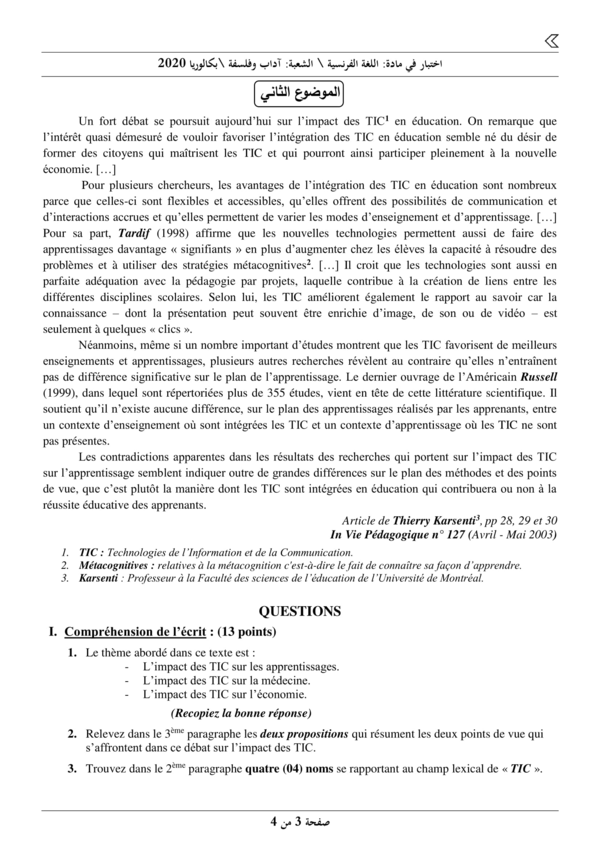 اختبار في مادة: اللغة الفرنسية \ الشعبة: آداب وفلسفة \بكالوريا 2020
الموضوع الثاني
Un fort débat se poursuit aujourd’hui sur l’impact des TIC1 en éducation. On remarque que
l’intérêt quasi démesuré de vouloir favoriser l’intégration des TIC en éducation semble né du désir de
former des citoyens qui maîtrisent les TIC et qui pourront ainsi participer pleinement à la nouvelle
économie. […]
Pour plusieurs chercheurs, les avantages de l’intégration des TIC en éducation sont nombreux
parce que celles-ci sont flexibles et accessibles, qu’elles offrent des possibilités de communication et
d’interactions accrues et qu’elles permettent de varier les modes d’enseignement et d’apprentissage. […]
Pour sa part, Tardif (1998) affirme que les nouvelles technologies permettent aussi de faire des
apprentissages davantage « signifiants » en plus d’augmenter chez les élèves la capacité à résoudre des
problèmes et à utiliser des stratégies métacognitives2. […] Il croit que les technologies sont aussi en
parfaite adéquation avec la pédagogie par projets, laquelle contribue à la création de liens entre les
différentes disciplines scolaires. Selon lui, les TIC améliorent également le rapport au savoir car la
connaissance – dont la présentation peut souvent être enrichie d’image, de son ou de vidéo – est
seulement à quelques « clics ».
Néanmoins, même si un nombre important d’études montrent que les TIC favorisent de meilleurs
enseignements et apprentissages, plusieurs autres recherches révèlent au contraire qu’elles n’entraînent
pas de différence significative sur le plan de l’apprentissage. Le dernier ouvrage de l’Américain Russell
(1999), dans lequel sont répertoriées plus de 355 études, vient en tête de cette littérature scientifique. Il
soutient qu’il n’existe aucune différence, sur le plan des apprentissages réalisés par les apprenants, entre
un contexte d’enseignement où sont intégrées les TIC et un contexte d’apprentissage où les TIC ne sont
pas présentes.
Les contradictions apparentes dans les résultats des recherches qui portent sur l’impact des TIC
sur l’apprentissage semblent indiquer outre de grandes différences sur le plan des méthodes et des points
de vue, que c’est plutôt la manière dont les TIC sont intégrées en éducation qui contribuera ou non à la
réussite éducative des apprenants.
Article de Thierry Karsenti3, pp 28, 29 et 30
In Vie Pédagogique n° 127 (Avril - Mai 2003)
1. TIC : Technologies de l’Information et de la Communication.
2. Métacognitives : relatives à la métacognition c'est-à-dire le fait de connaître sa façon d’apprendre.
3. Karsenti : Professeur à la Faculté des sciences de l’éducation de l’Université de Montréal.
QUESTIONS
I. Compréhension de l’écrit : (13 points)
1. Le thème abordé dans ce texte est :
- L’impact des TIC sur les apprentissages.
- L’impact des TIC sur la médecine.
- L’impact des TIC sur l’économie.
(Recopiez la bonne réponse)
2. Relevez dans le 3ème paragraphe les deux propositions qui résument les deux points de vue qui
s’affrontent dans ce débat sur l’impact des TIC.
3. Trouvez dans le 2ème paragraphe quatre (04) noms se rapportant au champ lexical de « TIC ».
صفحة 3 من 4